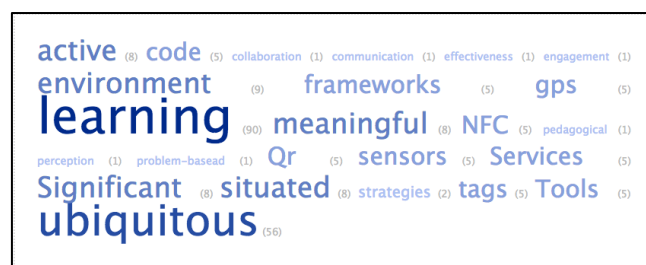 active (8) code (5) collaboration (1) communication (1) effectiveness (1) engagement (1)
environment (9) frameworks (5) gps (5)
learning (90) meaningful (8) NFC (5) pedagogical (1)
perception (1) problem-basead (1) Qr (5) sensors (5) Services (5)
Significant (8) situated (8) strategies (2) tags (5) Tools (5)
ubiquitous (56)